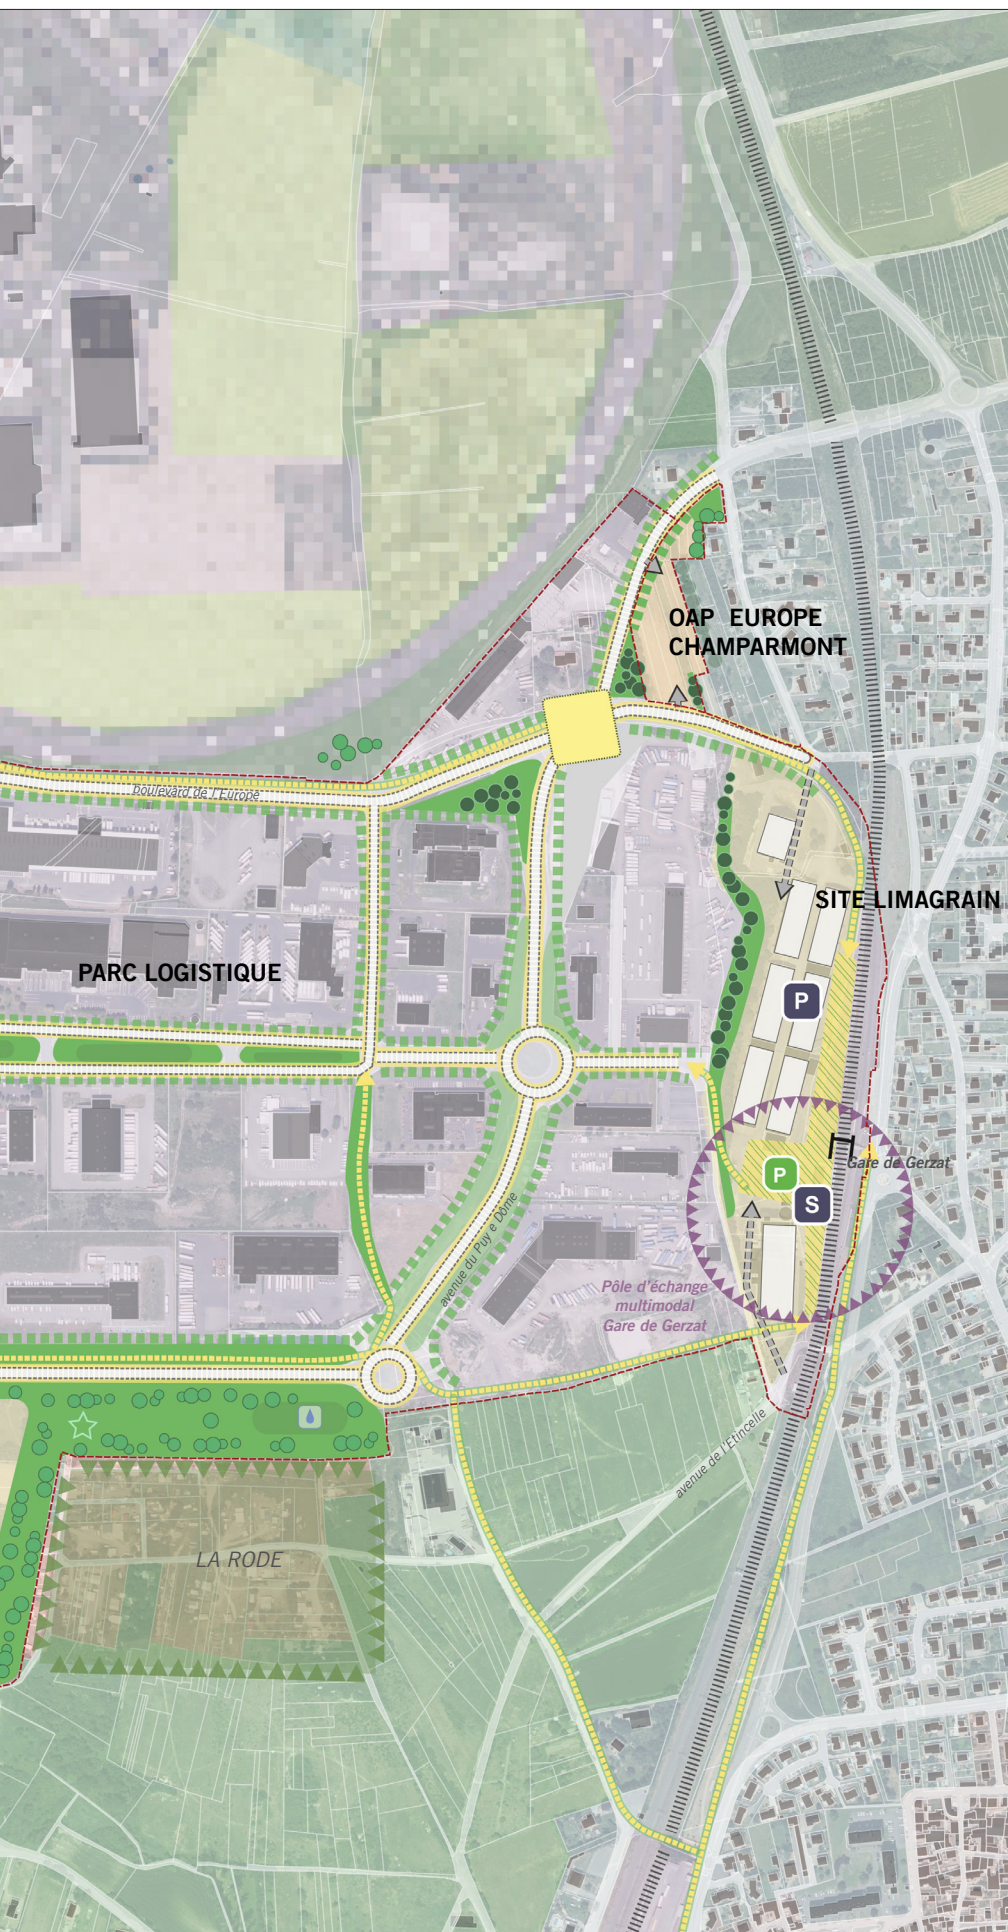 OAP EUROPE
CHAMPARMONT
boulevard de l'Europe
SITE LIMAGRAIN
PARC LOGISTIQUE
P
Gare de Gerzat
P
S
avenue du Puy e Dôme
Pôle d'échange
multimodal
Gare de Gerzat
avenue de l'Etincelle
LA RODE